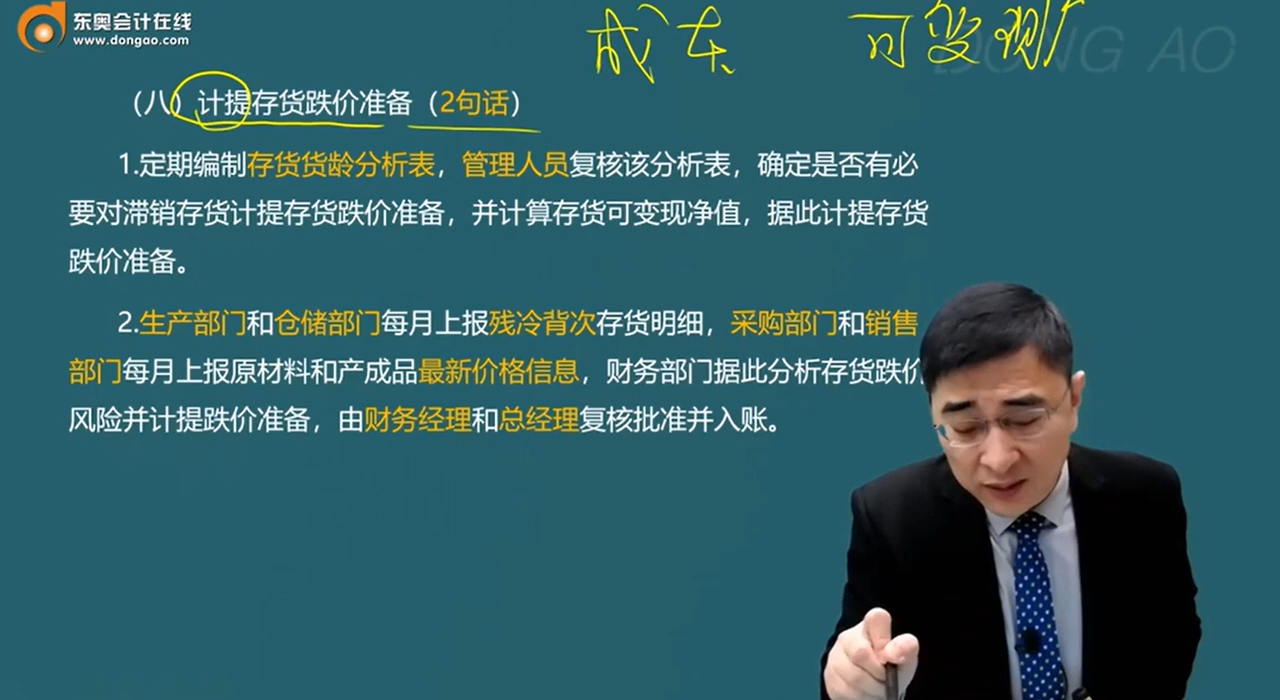 东奥会计在线
www.dongao.com
成本 可变现
DONG AO
（八）计提存货跌价准备（2句话）
1.定期编制存货货龄分析表，管理人员复核该分析表，确定是否有必
要对滞销存货计提存货跌价准备，并计算存货可变现净值，据此计提存货
跌价准备。
2.生产部门和仓储部门每月上报残冷背次存货明细，采购部门和销售
部门每月上报原材料和产成品最新价格信息，财务部门据此分析存货跌价
风险并计提跌价准备，由财务经理和总经理复核批准并入账。